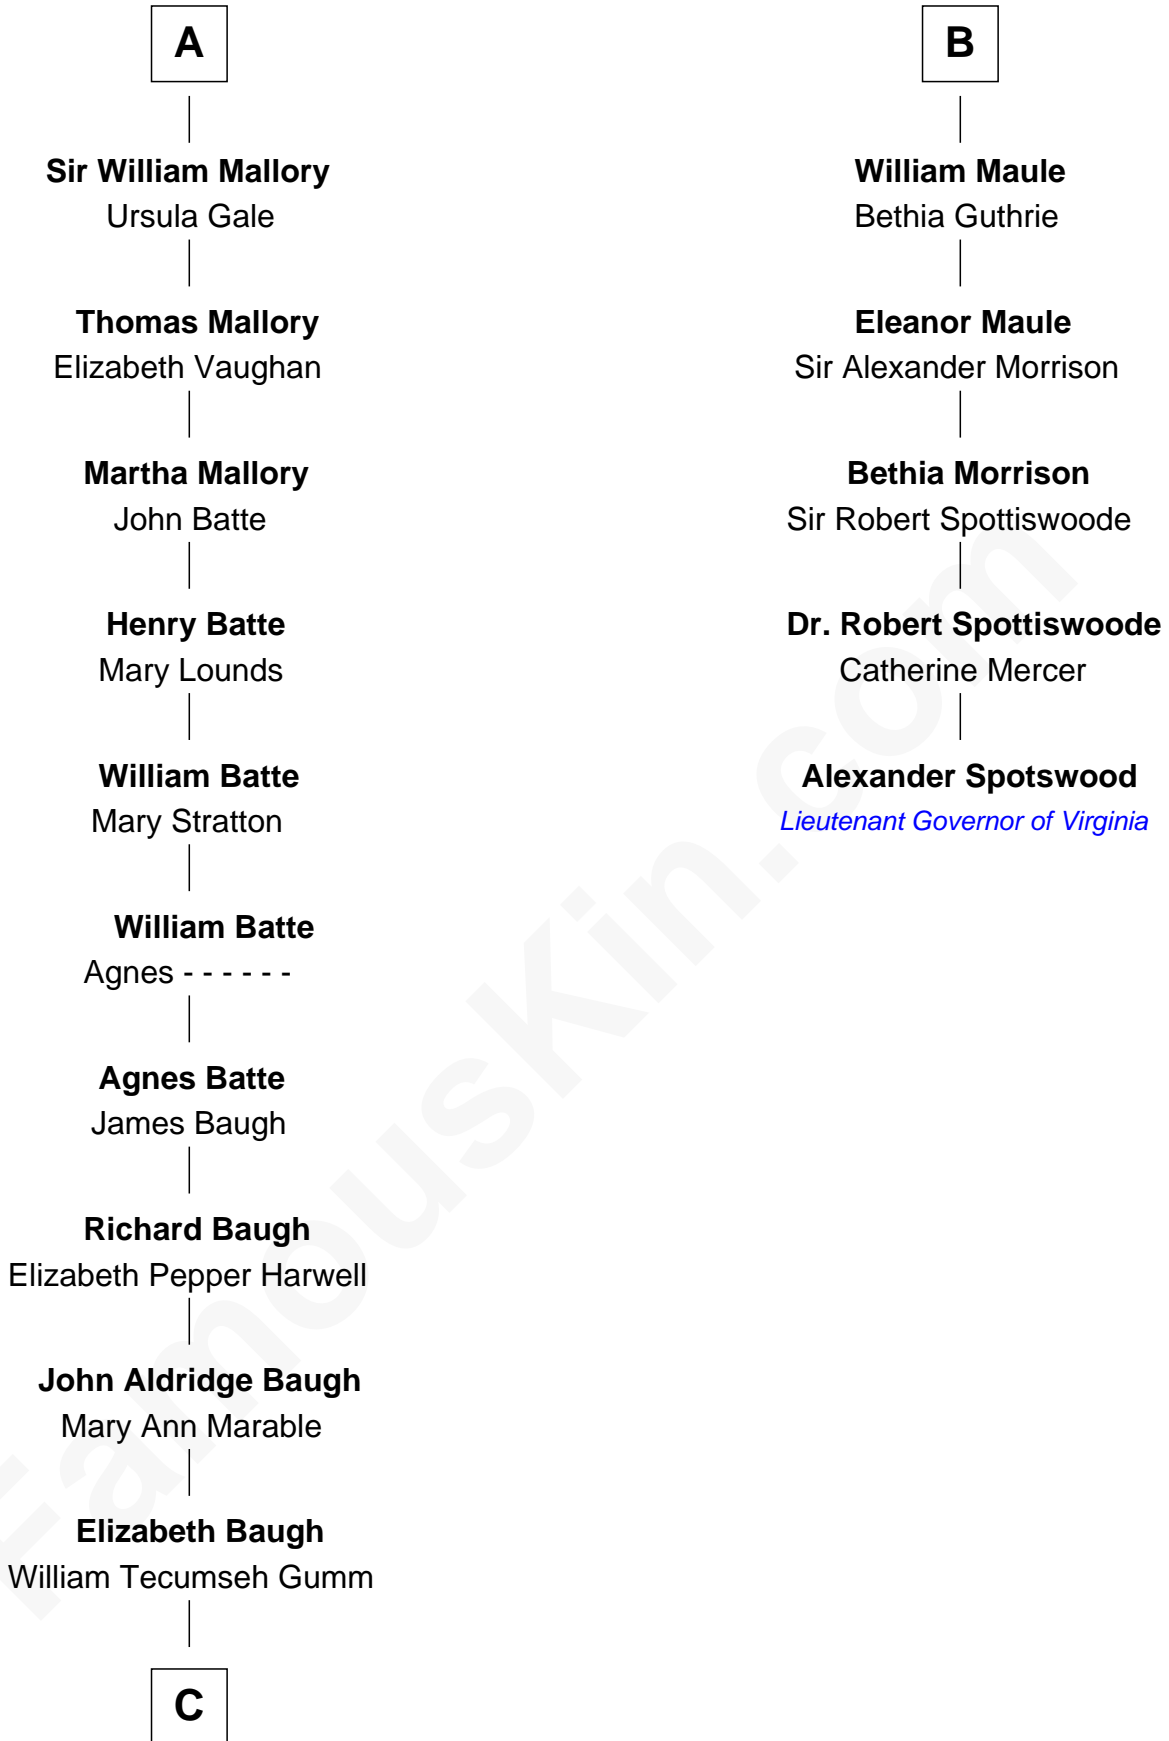 A
Sir William Mallory
Ursula Gale
Thomas Mallory
Elizabeth Vaughan
Martha Mallory
John Batte
Henry Batte
Mary Lounds
William Batte
Mary Stratton
William Batte
Agnes - - - - - -
Agnes Batte
James Baugh
Richard Baugh
Elizabeth Pepper Harwell
John Aldridge Baugh
Mary Ann Marable
Elizabeth Baugh
William Tecumseh Gumm
C
B
William Maule
Bethia Guthrie
Eleanor Maule
Sir Alexander Morrison
Bethia Morrison
Sir Robert Spottiswoode
Dr. Robert Spottiswoode
Catherine Mercer
Alexander Spotswood
Lieutenant Governor of Virginia
FamousKin.com